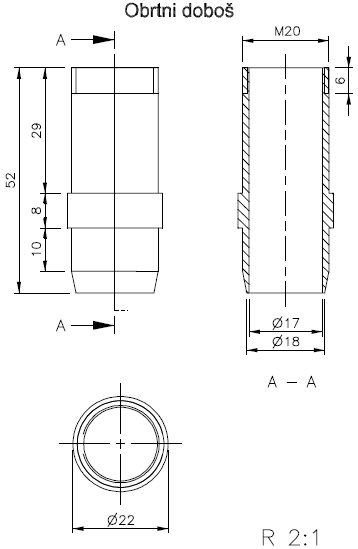 Obrtni doboš
A
M20
29
6
52
8
10
A
Ø17
Ø18
A – A
Ø22
R 2:1